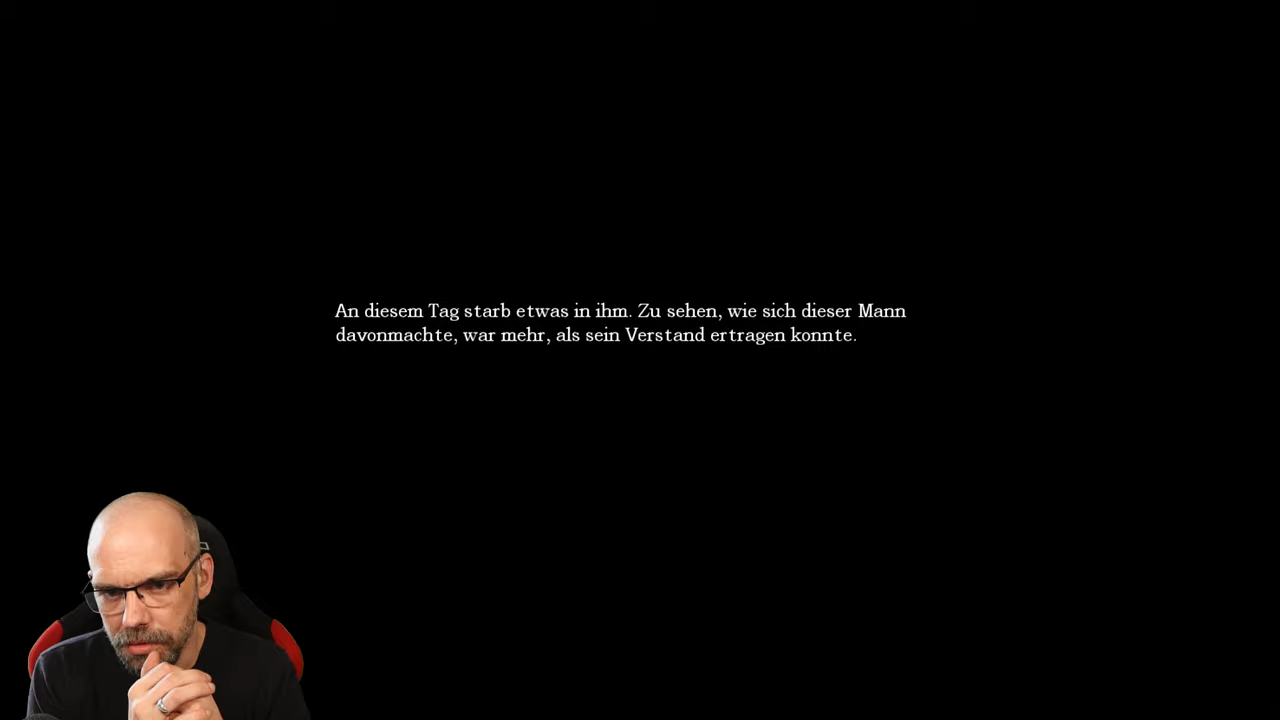 An diesem Tag starb etwas in ihm. Zu sehen, wie sich dieser Mann
davonmachte, war mehr, als sein Verstand ertragen konnte.